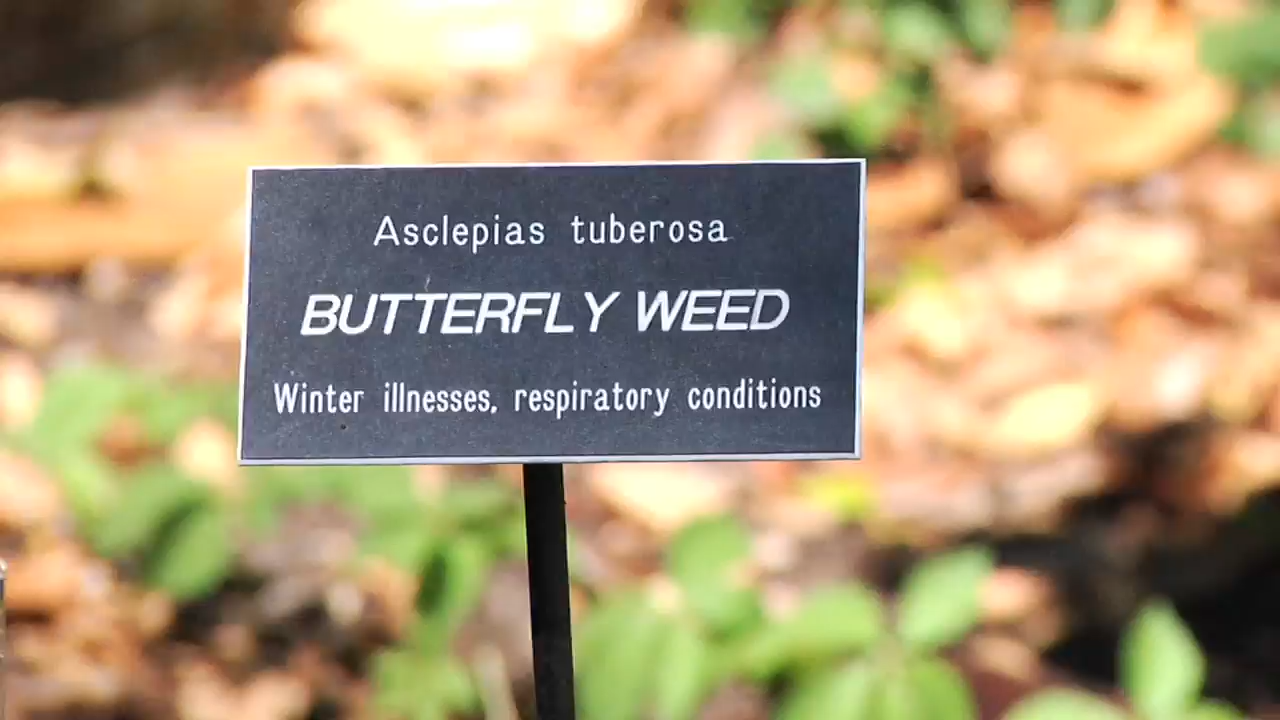 Asclepias tuberosa
BUTTERFLY WEED
Winter illnesses, respiratory conditions